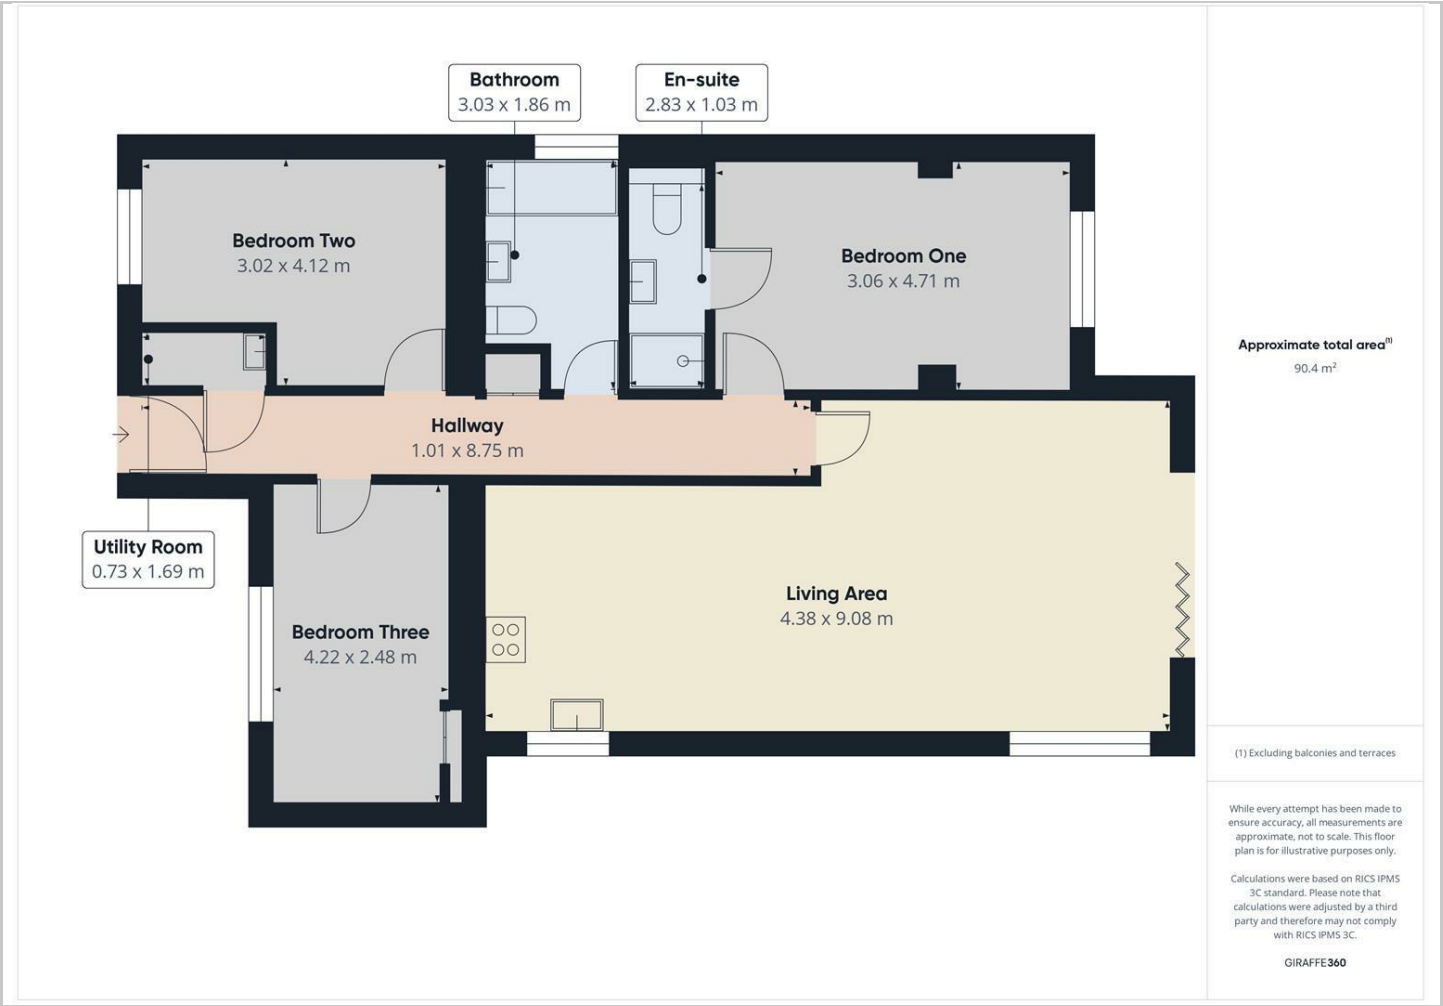 Bathroom
3.03 x 1.86 m
En-suite
2.83 x 1.03 m
Bedroom Two
3.02 x 4.12 m
Bedroom One
3.06 x 4.71 m
Hallway
1.01 x 8.75 m
Utility Room
0.73 x 1.69 m
Living Area
4.38 x 9.08 m
Bedroom Three
4.22 x 2.48 m
Approximate total area(1)
90.4 m²
(1) Excluding balconies and terraces
While every attempt has been made to
ensure accuracy, all measurements are
approximate, not to scale. This floor
plan is for illustrative purposes only.
Calculations were based on RICS IPMS
3C standard. Please note that
calculations were adjusted by a third
party and therefore may not comply
with RICS IPMS 3C.
GIRAFFE360